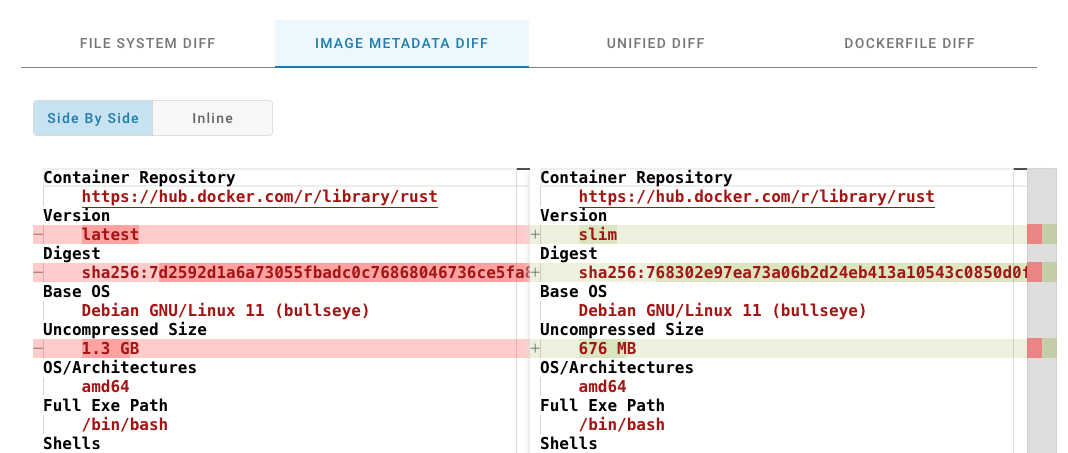 FILE SYSTEM DIFF
IMAGE METADATA DIFF
UNIFIED DIFF
DOCKERFILE DIFF
Side By Side
Inline
Container Repository
https://hub.docker.com/r/library/rust
Version
latest
Digest
sha256:7d2592d1a6a73055fbadc0c76868046736ce5fa8
Base OS
Debian GNU/Linux 11 (bullseye)
Uncompressed Size
1.3 GB
OS/Architectures
amd64
Full Exe Path
/bin/bash
Shells
Container Repository
https://hub.docker.com/r/library/rust
Version
slim
Digest
sha256:768302e97ea73a06b2d24eb413a10543c0850d0f
Base OS
Debian GNU/Linux 11 (bullseye)
Uncompressed Size
676 MB
OS/Architectures
amd64
Full Exe Path
/bin/bash
Shells